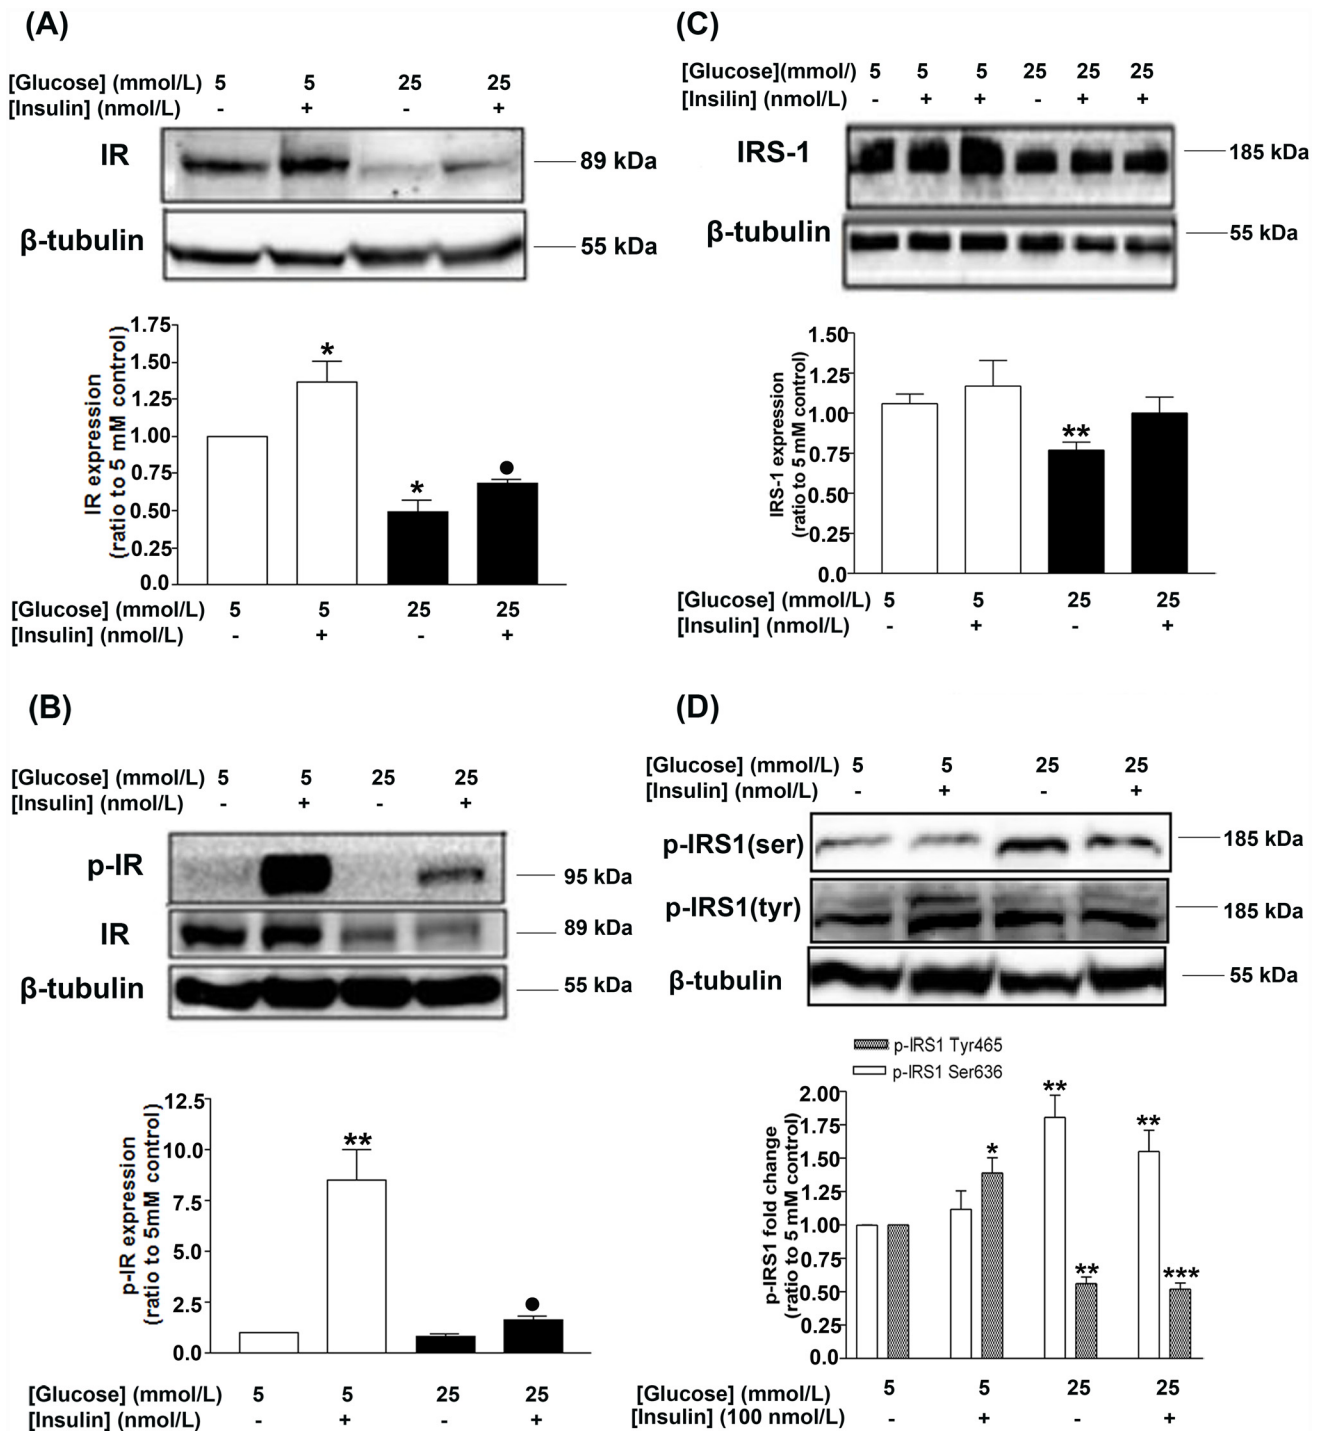 (A)
[Glucose] (mmol/L) 5 5 25 25
[Insulin] (nmol/L) - + - +
IR
89 kDa
β-tubulin
55 kDa
IR expression
(ratio to 5 mM control)
1.75
1.50
1.25
1.00
0.75
0.50
0.25
0.0
* * ●
[Glucose] (mmol/L) 5 5 25 25
[Insulin] (nmol/L) - + - +
(C)
[Glucose](mmol/) 5 5 5 25 25 25
[Insilin] (nmol/L) - + + - + +
IRS-1
185 kDa
β-tubulin
55 kDa
IRS-1 expression
(ratio to 5 mM control)
1.50
1.25
1.00
0.75
0.50
0.25
0.0
**
[Glucose] (mmol/L) 5 5 25 25
[Insulin] (nmol/L) - + - +
(B)
[Glucose] (mmol/L) 5 5 25 25
[Insulin] (nmol/L) - + - +
p-IR
95 kDa
IR
89 kDa
β-tubulin
55 kDa
p-IR expression
(ratio to 5mM control)
12.5
10.0
7.5
5.0
2.5
0.0
** ●
[Glucose] (mmol/L) 5 5 25 25
[Insulin] (nmol/L) - + - +
(D)
[Glucose] (mmol/L) 5 5 25 25
[Insulin] (nmol/L) - + - +
p-IRS1(ser)
185 kDa
p-IRS1(tyr)
185 kDa
β-tubulin
55 kDa
p-IRS1 Tyr465
p-IRS1 Ser636
p-IRS1 fold change
(ratio to 5 mM control)
2.00
1.75
1.50
1.25
1.00
0.75
0.50
0.25
0.0
* ** ** ** ***
[Glucose] (mmol/L) 5 5 25 25
[Insulin] (100 nmol/L) - + - +